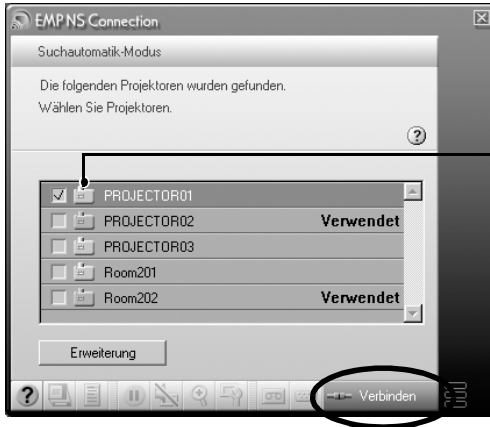 EMP NS Connection
Suchautomatik-Modus
Die folgenden Projektoren wurden gefunden.
Wählen Sie Projektoren.
PROJECTOR01
PROJECTOR02 Verwendet
PROJECTOR03
Room201
Room202 Verwendet
Erweiterung
Verbinden